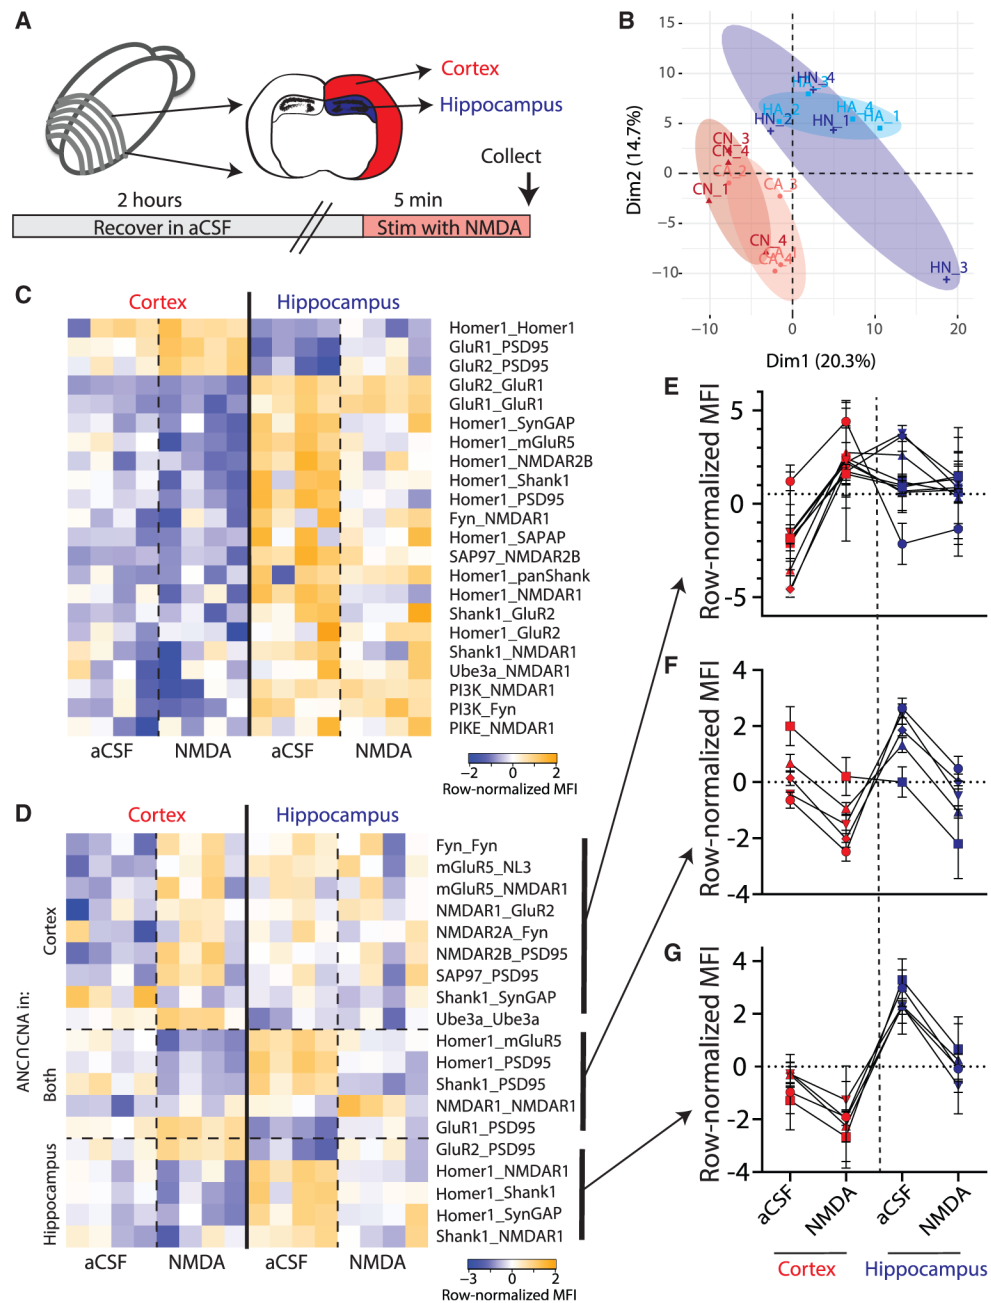 A
Cortex
Hippocampus
Collect
2 hours
5 min
Recover in aCSF
Stim with NMDA
B
15
10
5
0
−5
−10
Dim2 (14.7%)
HN_4
HA_3
HA_2
HN_2
HA_4
HA_1
HN_1
CN_3
CN_4
CA_2
CN_1
CA_3
CN_4
CA_4
HN_3
−10
0
10
20
Dim1 (20.3%)
C
Cortex
Hippocampus
Homer1_Homer1
GluR1_PSD95
GluR2_PSD95
GluR2_GluR1
GluR1_GluR1
Homer1_SynGAP
Homer1_mGluR5
Homer1_NMDAR2B
Homer1_Shank1
Homer1_PSD95
Fyn_NMDAR1
Homer1_SAPAP
SAP97_NMDAR2B
Homer1_panShank
Homer1_NMDAR1
Shank1_GluR2
Homer1_GluR2
Shank1_NMDAR1
Ube3a_NMDAR1
PI3K_NMDAR1
PI3K_Fyn
PIKE_NMDAR1
aCSF
NMDA
aCSF
NMDA
−2
0
2
Row-normalized MFI
D
Cortex
Hippocampus
ANC∩CNA in:
Cortex
Both
Hippocampus
Fyn_Fyn
mGluR5_NL3
mGluR5_NMDAR1
NMDAR1_GluR2
NMDAR2A_Fyn
NMDAR2B_PSD95
SAP97_PSD95
Shank1_SynGAP
Ube3a_Ube3a
Homer1_mGluR5
Homer1_PSD95
Shank1_PSD95
NMDAR1_NMDAR1
GluR1_PSD95
GluR2_PSD95
Homer1_NMDAR1
Homer1_Shank1
Homer1_SynGAP
Shank1_NMDAR1
aCSF
NMDA
aCSF
NMDA
−3
0
2
Row-normalized MFI
E
Row-normalized MFI
5
0
-5
F
Row-normalized MFI
4
2
0
-2
-4
G
Row-normalized MFI
4
2
0
-2
-4
aCSF
NMDA
aCSF
NMDA
Cortex
Hippocampus